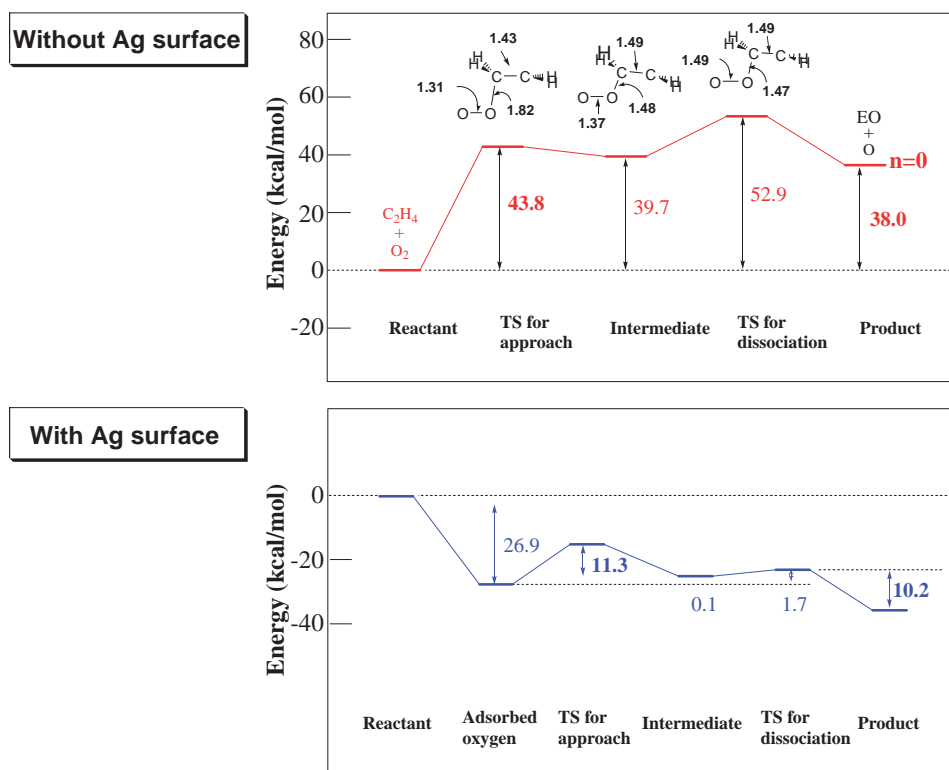 Without Ag surface
Energy (kcal/mol)
80
60
40
20
0
-20
C₂H₄
+
O₂
43.8
39.7
52.9
38.0
EO
+
O
n=0
H
H
C
C
H
H
O
O
1.43
1.31
1.82
H
H
C
C
H
H
O
O
1.49
1.48
1.37
H
H
C
C
H
H
O
O
1.49
1.49
1.47
Reactant
TS for
approach
Intermediate
TS for
dissociation
Product
With Ag surface
Energy (kcal/mol)
0
-20
-40
26.9
11.3
0.1
1.7
10.2
Reactant
Adsorbed
oxygen
TS for
approach
Intermediate
TS for
dissociation
Product